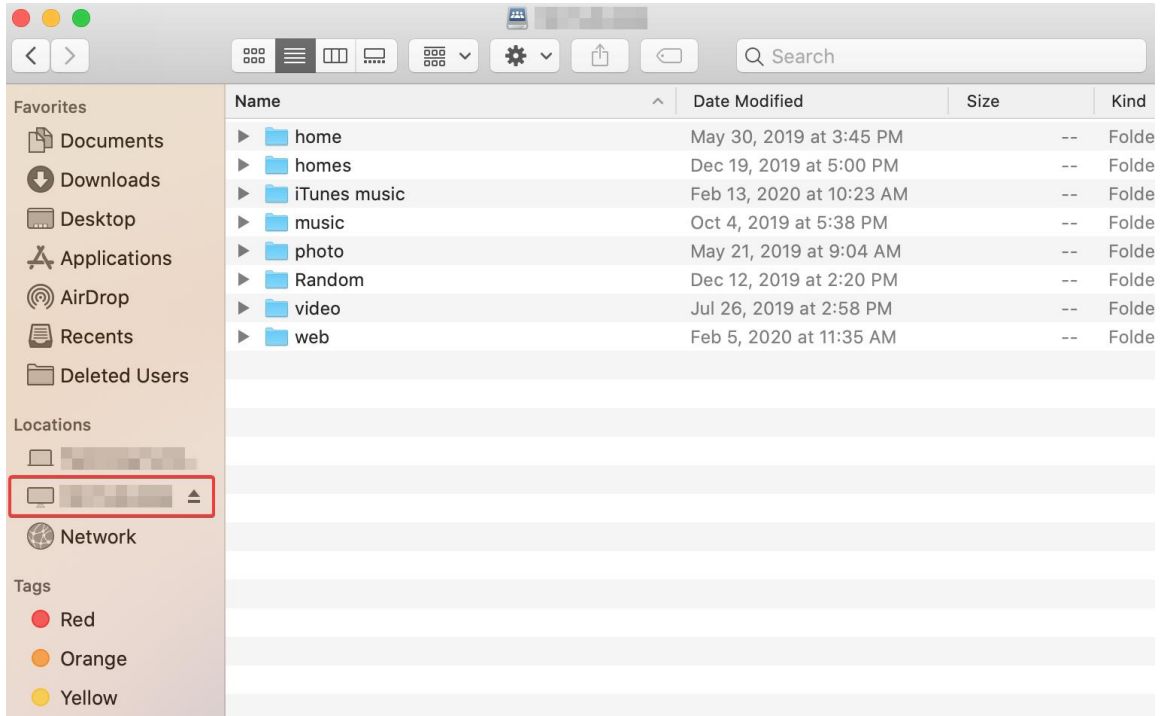 Search
Favorites
Documents
Downloads
Desktop
Applications
AirDrop
Recents
Deleted Users
Locations
Network
Tags
Red
Orange
Yellow
Name Date Modified Size Kind
home May 30, 2019 at 3:45 PM -- Folde
homes Dec 19, 2019 at 5:00 PM -- Folde
iTunes music Feb 13, 2020 at 10:23 AM -- Folde
music Oct 4, 2019 at 5:38 PM -- Folde
photo May 21, 2019 at 9:04 AM -- Folde
Random Dec 12, 2019 at 2:20 PM -- Folde
video Jul 26, 2019 at 2:58 PM -- Folde
web Feb 5, 2020 at 11:35 AM -- Folde